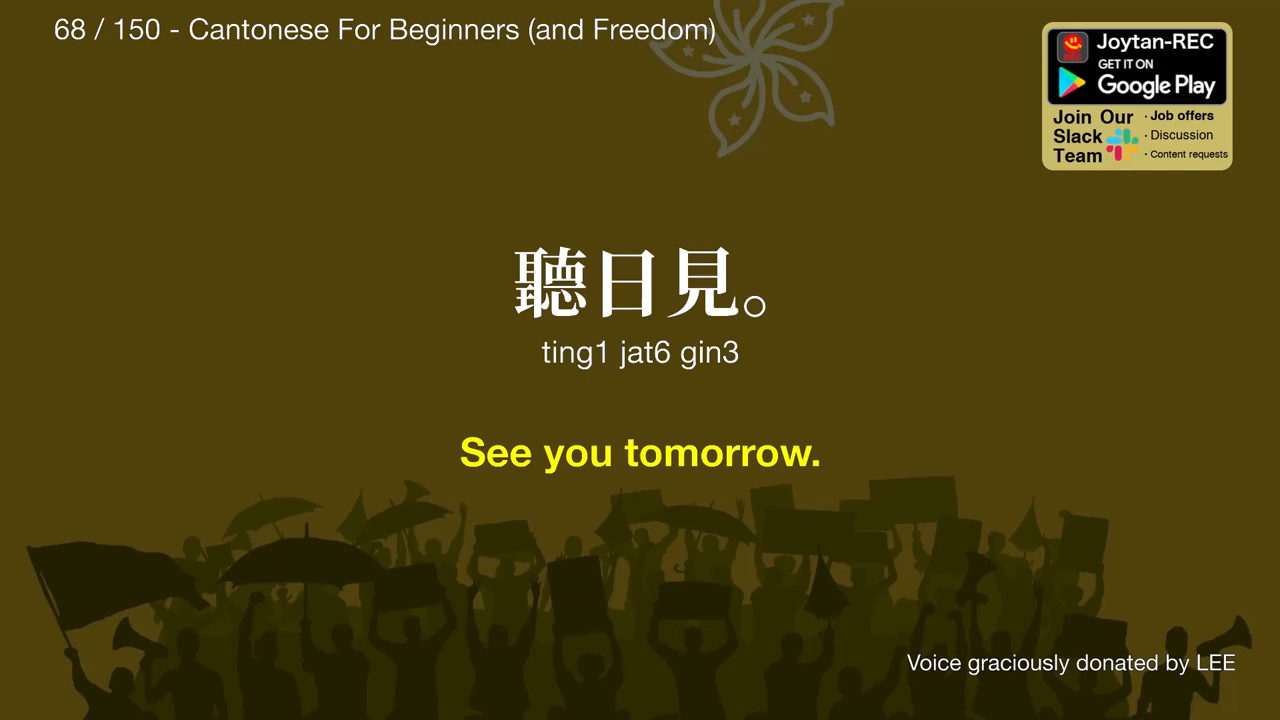 68 / 150 - Cantonese For Beginners (and Freedom)
Joytan-REC
REC
GET IT ON
Google Play
Join Our
Slack
Team
· Job offers
· Discussion
· Content requests
聽日見。
ting1 jat6 gin3
See you tomorrow.
Voice graciously donated by LEE